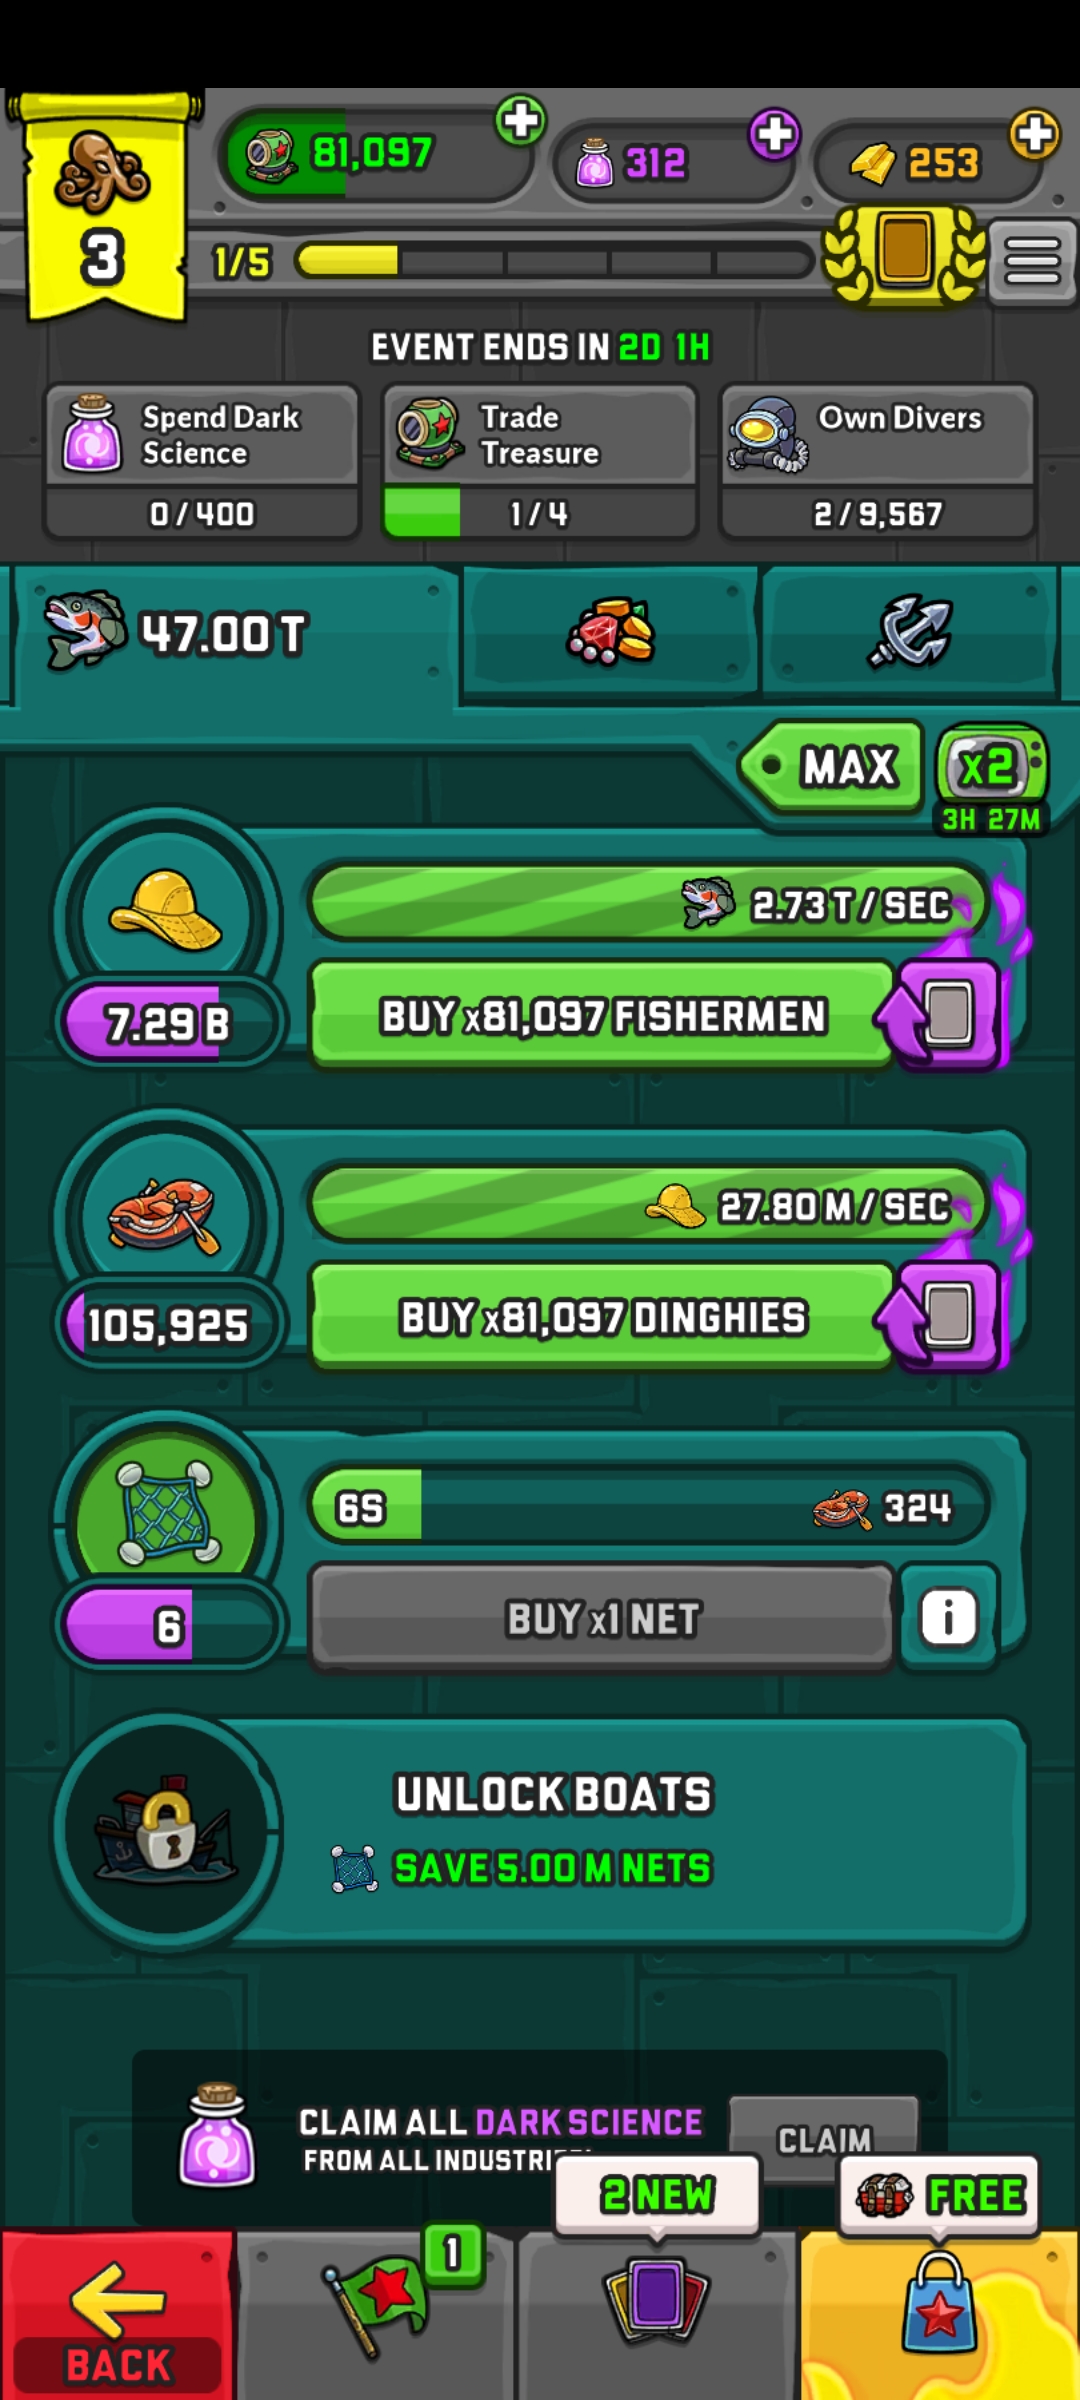 81,097
312
253
3
1/5
EVENT ENDS IN 2D 1H
Spend Dark
Science
0/400
Trade
Treasure
1/4
Own Divers
2/9,567
47.00 T
MAX
x2
3H 27M
2.73 T / SEC
7.29 B
BUY x81,097 FISHERMEN
27.80 M / SEC
105,925
BUY x81,097 DINGHIES
6S
324
6
BUY x1 NET
i
UNLOCK BOATS
SAVE 5.00 M NETS
CLAIM ALL DARK SCIENCE
FROM ALL
CLAIM
2 NEW
FREE
1
BACK